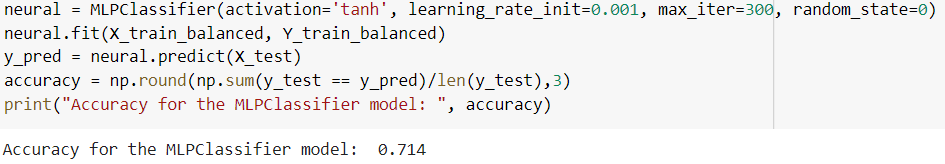 neural = MLPClassifier(activation='tanh', learning_rate_init=0.001, max_iter=300, random_state=0)
neural.fit(X_train_balanced, Y_train_balanced)
y_pred = neural.predict(X_test)
accuracy = np.round(np.sum(y_test == y_pred)/len(y_test),3)
print("Accuracy for the MLPClassifier model: ", accuracy)
Accuracy for the MLPClassifier model:  0.714